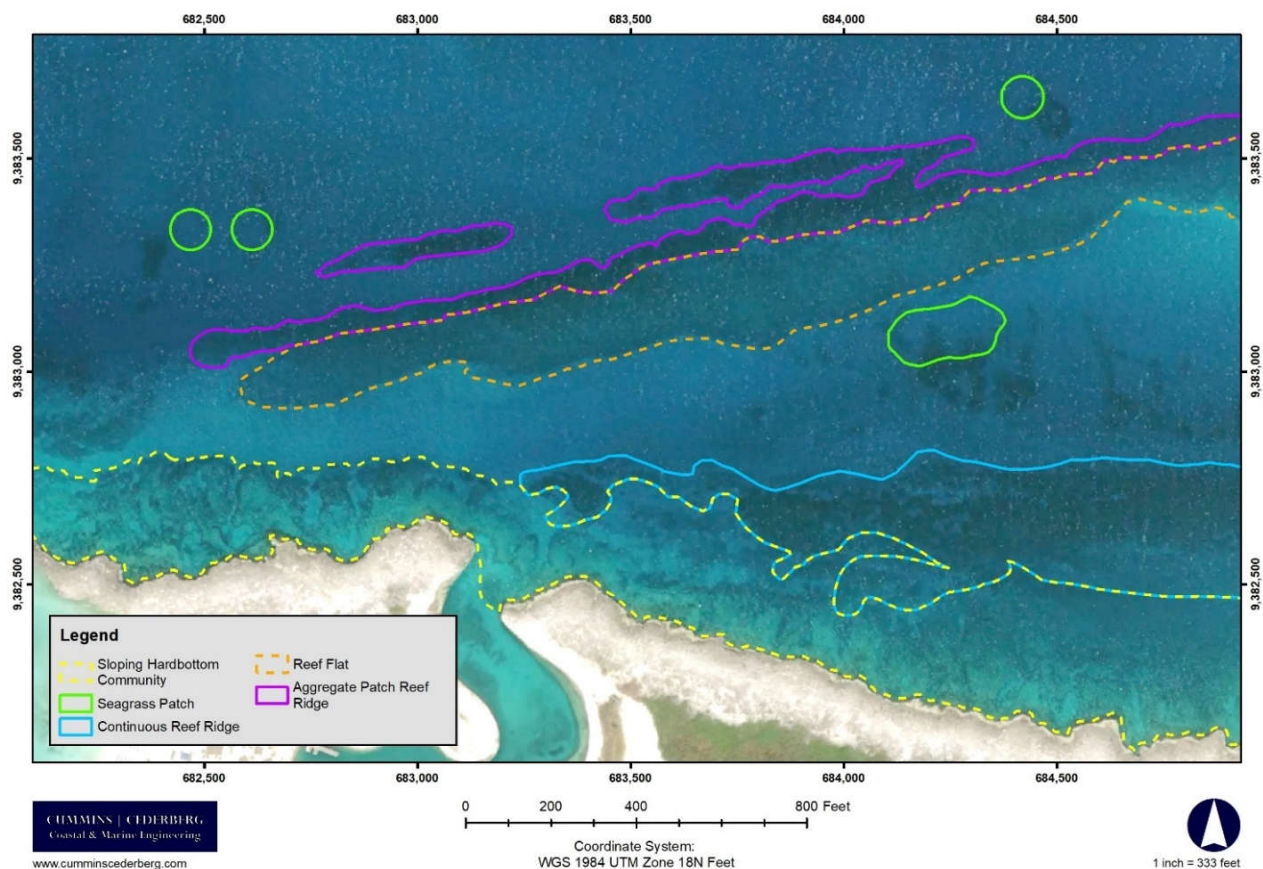 682,500 683,000 683,500 684,000 684,500
9,383,500 9,383,500
9,383,000 9,383,000
9,382,500 9,382,500
Legend
Sloping Hardbottom
Community
Seagrass Patch
Continuous Reef Ridge
Reef Flat
Aggregate Patch Reef
Ridge
682,500 683,000 683,500 684,000 684,500
CUMMINS | CEDERBERG
Coastal & Marine Engineering
www.cumminscederberg.com
0 200 400 800 Feet
Coordinate System:
WGS 1984 UTM Zone 18N Feet
1 inch = 333 feet